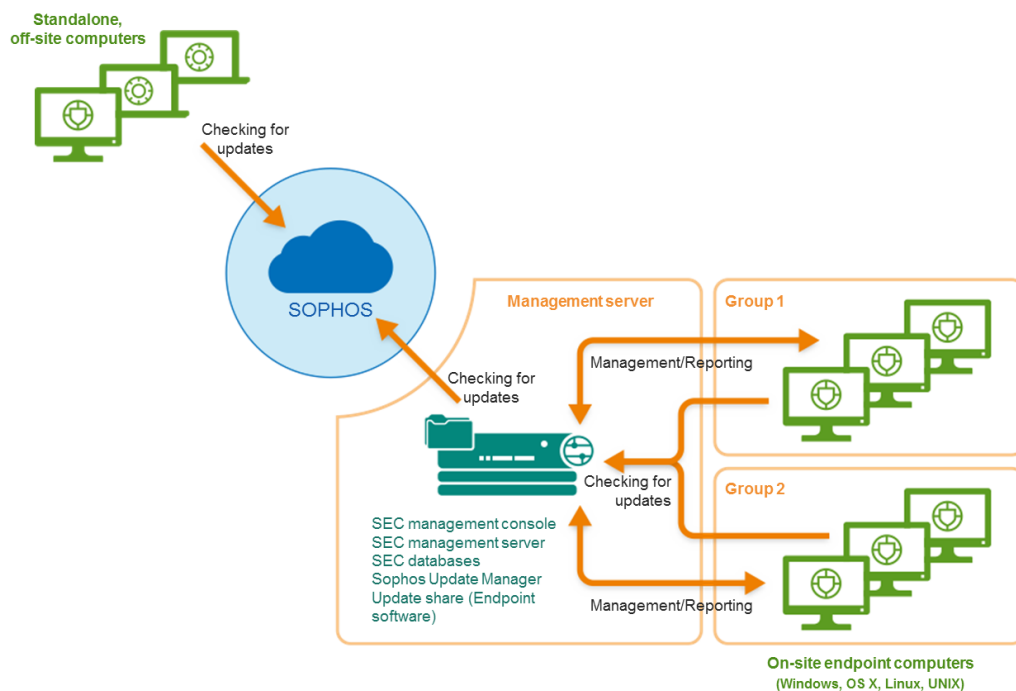 Standalone,
off-site computers
Checking for
updates
SOPHOS
Management server
Group 1
Management/Reporting
Checking for
updates
Checking for
updates
Group 2
SEC management console
SEC management server
SEC databases
Sophos Update Manager
Update share (Endpoint
software)
Management/Reporting
On-site endpoint computers
(Windows, OS X, Linux, UNIX)